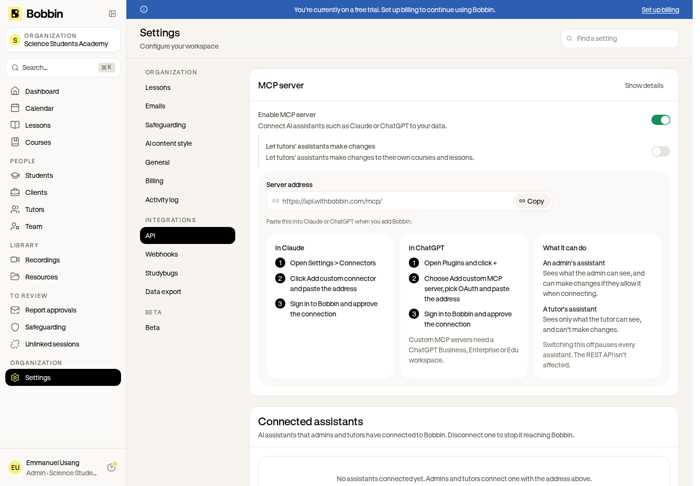 You're currently on a free trial. Set up billing to continue using Bobbin.
Set up billing
Bobbin
ORGANIZATION
S
Science Students Academy
Search...
⌘ K
Dashboard
Calendar
Lessons
Courses
PEOPLE
Students
Clients
Tutors
Team
LIBRARY
Recordings
Resources
TO REVIEW
Report approvals
Safeguarding
Unlinked sessions
ORGANIZATION
Settings
EU
Emmanuel Usang
Admin · Science Stude...
Settings
Configure your workspace
Find a setting
ORGANIZATION
Lessons
Emails
Safeguarding
AI content style
General
Billing
Activity log
INTEGRATIONS
API
Webhooks
Studybugs
Data export
BETA
Beta
MCP server
Show details
Enable MCP server
Connect AI assistants such as Claude or ChatGPT to your data.
Let tutors' assistants make changes
Let tutors' assistants make changes to their own courses and lessons.
Server address
https://api.withbobbin.com/mcp/
Copy
Paste this into Claude or ChatGPT when you add Bobbin.
In Claude
1 Open Settings > Connectors
2 Click Add custom connector
and paste the address
3 Sign in to Bobbin and approve
the connection
In ChatGPT
1 Open Plugins and click +
2 Choose Add custom MCP
server, pick OAuth and paste
the address
3 Sign in to Bobbin and approve
the connection
Custom MCP servers need a
ChatGPT Business, Enterprise or Edu
workspace.
What it can do
An admin's assistant
Sees what the admin can see, and
can make changes if they allow it
when connecting.
A tutor's assistant
Sees only what the tutor can see,
and can't make changes.
Switching this off pauses every
assistant. The REST API isn't
affected.
Connected assistants
AI assistants that admins and tutors have connected to Bobbin. Disconnect one to stop it reaching Bobbin.
No assistants connected yet. Admins and tutors connect one with the address above.